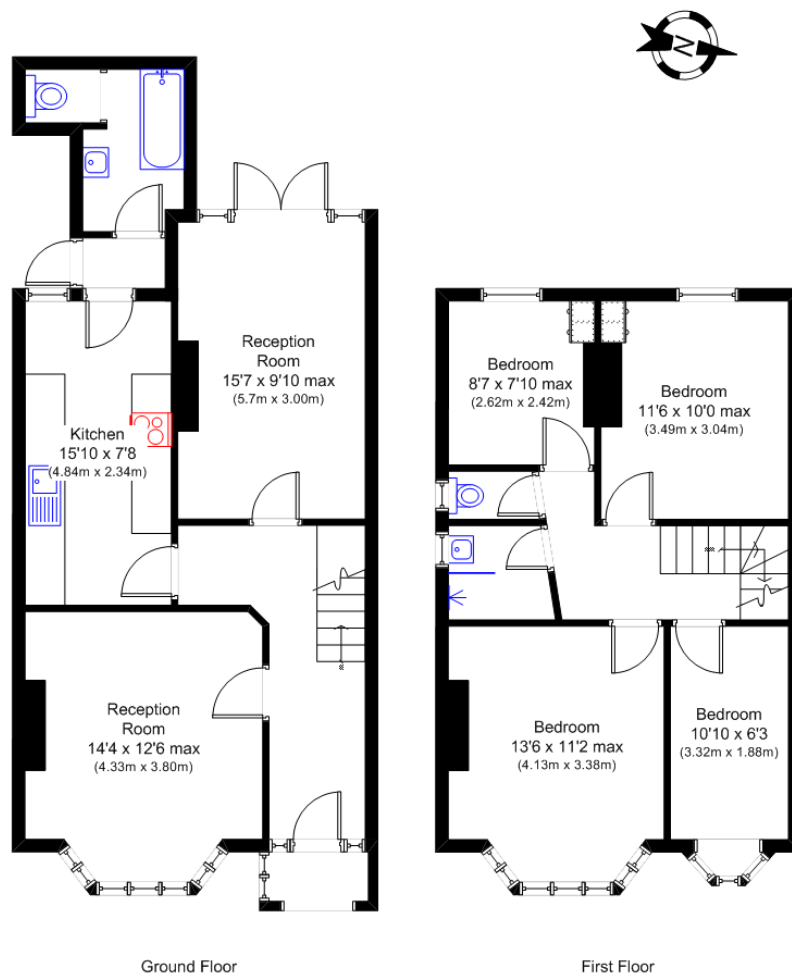 N
Reception
Room
15'7 x 9'10 max
(5.7m x 3.00m)
Kitchen
15'10 x 7'8
(4.84m x 2.34m)
Reception
Room
14'4 x 12'6 max
(4.33m x 3.80m)
Bedroom
8'7 x 7'10 max
(2.62m x 2.42m)
Bedroom
11'6 x 10'0 max
(3.49m x 3.04m)
Bedroom
13'6 x 11'2 max
(4.13m x 3.38m)
Bedroom
10'10 x 6'3
(3.32m x 1.88m)
Ground Floor
First Floor